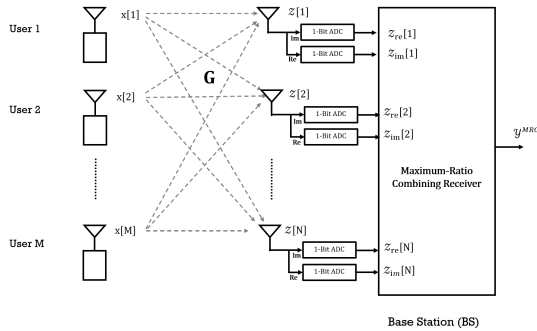 User 1
x[1]
z[1]
Im
1-Bit ADC
z_re[1]
Re
1-Bit ADC
z_im[1]
G
User 2
x[2]
z[2]
Im
1-Bit ADC
z_re[2]
Re
1-Bit ADC
z_im[2]
y^MRC
Maximum-Ratio
Combining Receiver
User M
x[M]
z[N]
Im
1-Bit ADC
z_re[N]
Re
1-Bit ADC
z_im[N]
Base Station (BS)